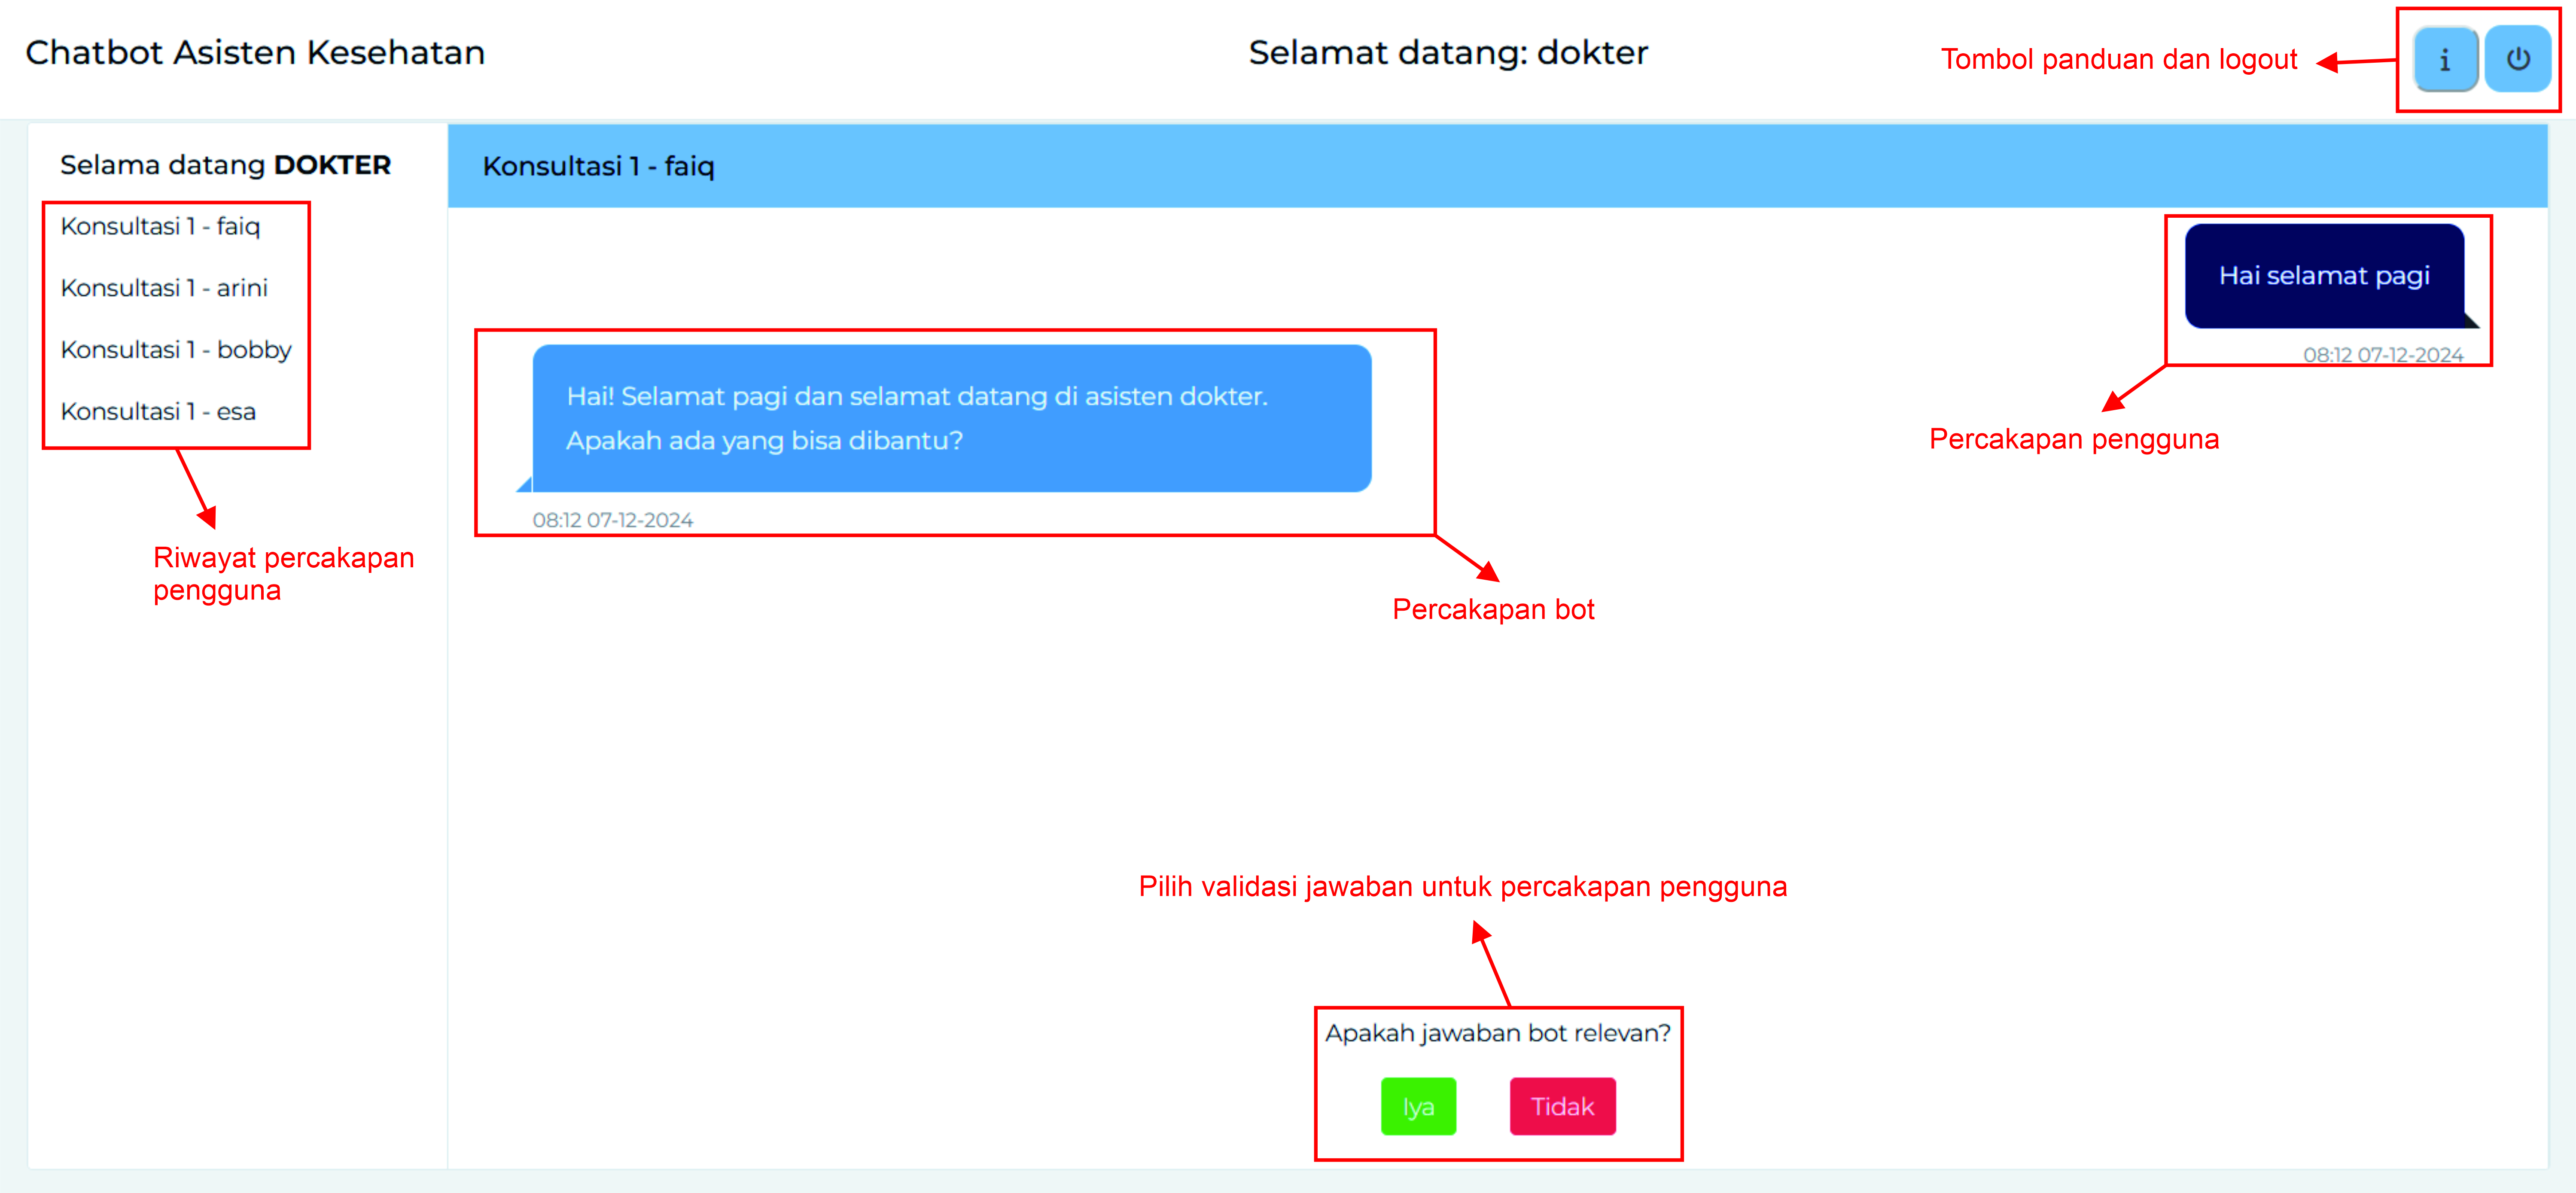 Chatbot Asisten Kesehatan
Selamat datang: dokter
Tombol panduan dan logout
i
Selama datang DOKTER
Konsultasi 1 - faiq
Konsultasi 1 - arini
Konsultasi 1 - bobby
Konsultasi 1 - esa
Riwayat percakapan
pengguna
Konsultasi 1 - faiq
Hai selamat pagi
08:12 07-12-2024
Percakapan pengguna
Hai! Selamat pagi dan selamat datang di asisten dokter.
Apakah ada yang bisa dibantu?
08:12 07-12-2024
Percakapan bot
Pilih validasi jawaban untuk percakapan pengguna
Apakah jawaban bot relevan?
Iya
Tidak